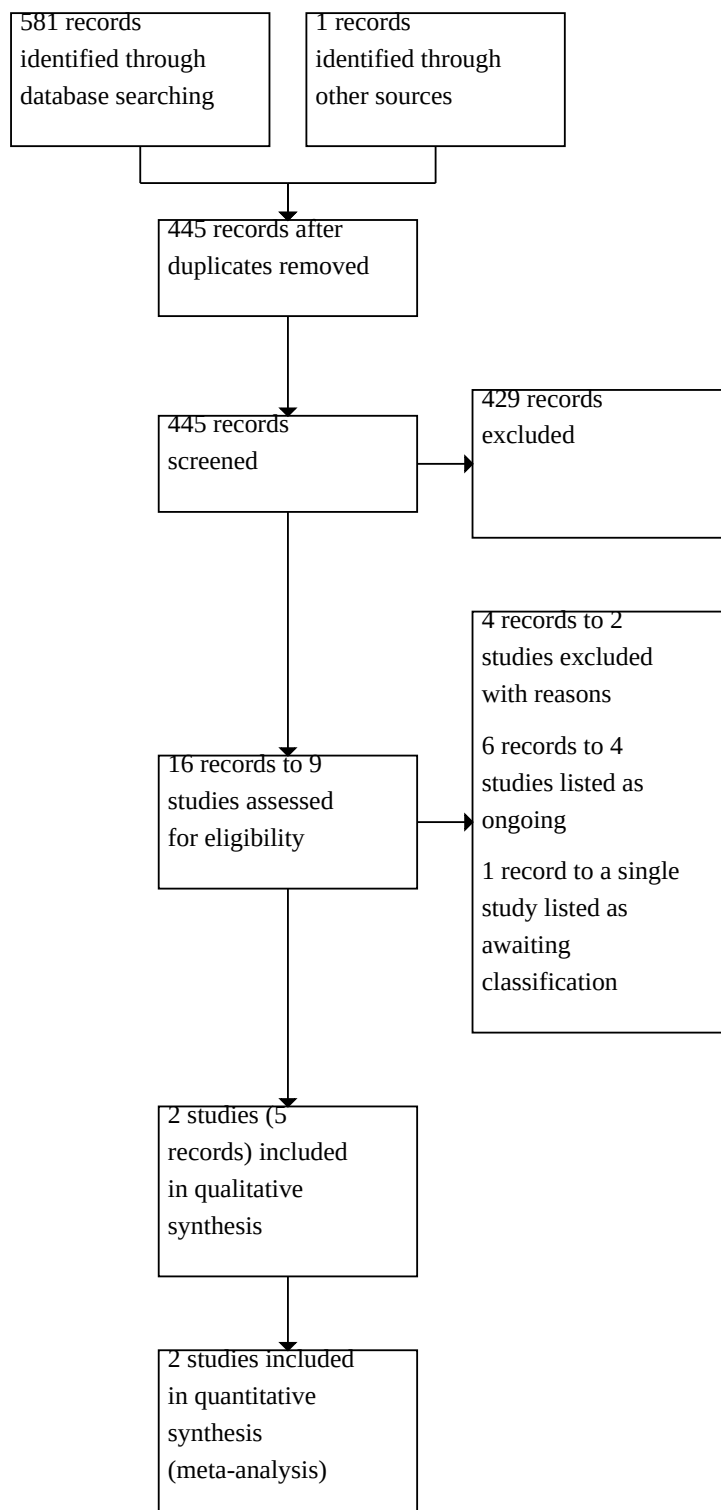 581 records
identified through
database searching
1 records
identified through
other sources
445 records after
duplicates removed
445 records
screened
429 records
excluded
4 records to 2
studies excluded
with reasons
6 records to 4
studies listed as
ongoing
1 record to a single
study listed as
awaiting
classification
16 records to 9
studies assessed
for eligibility
2 studies (5
records) included
in qualitative
synthesis
2 studies included
in quantitative
synthesis
(meta-analysis)